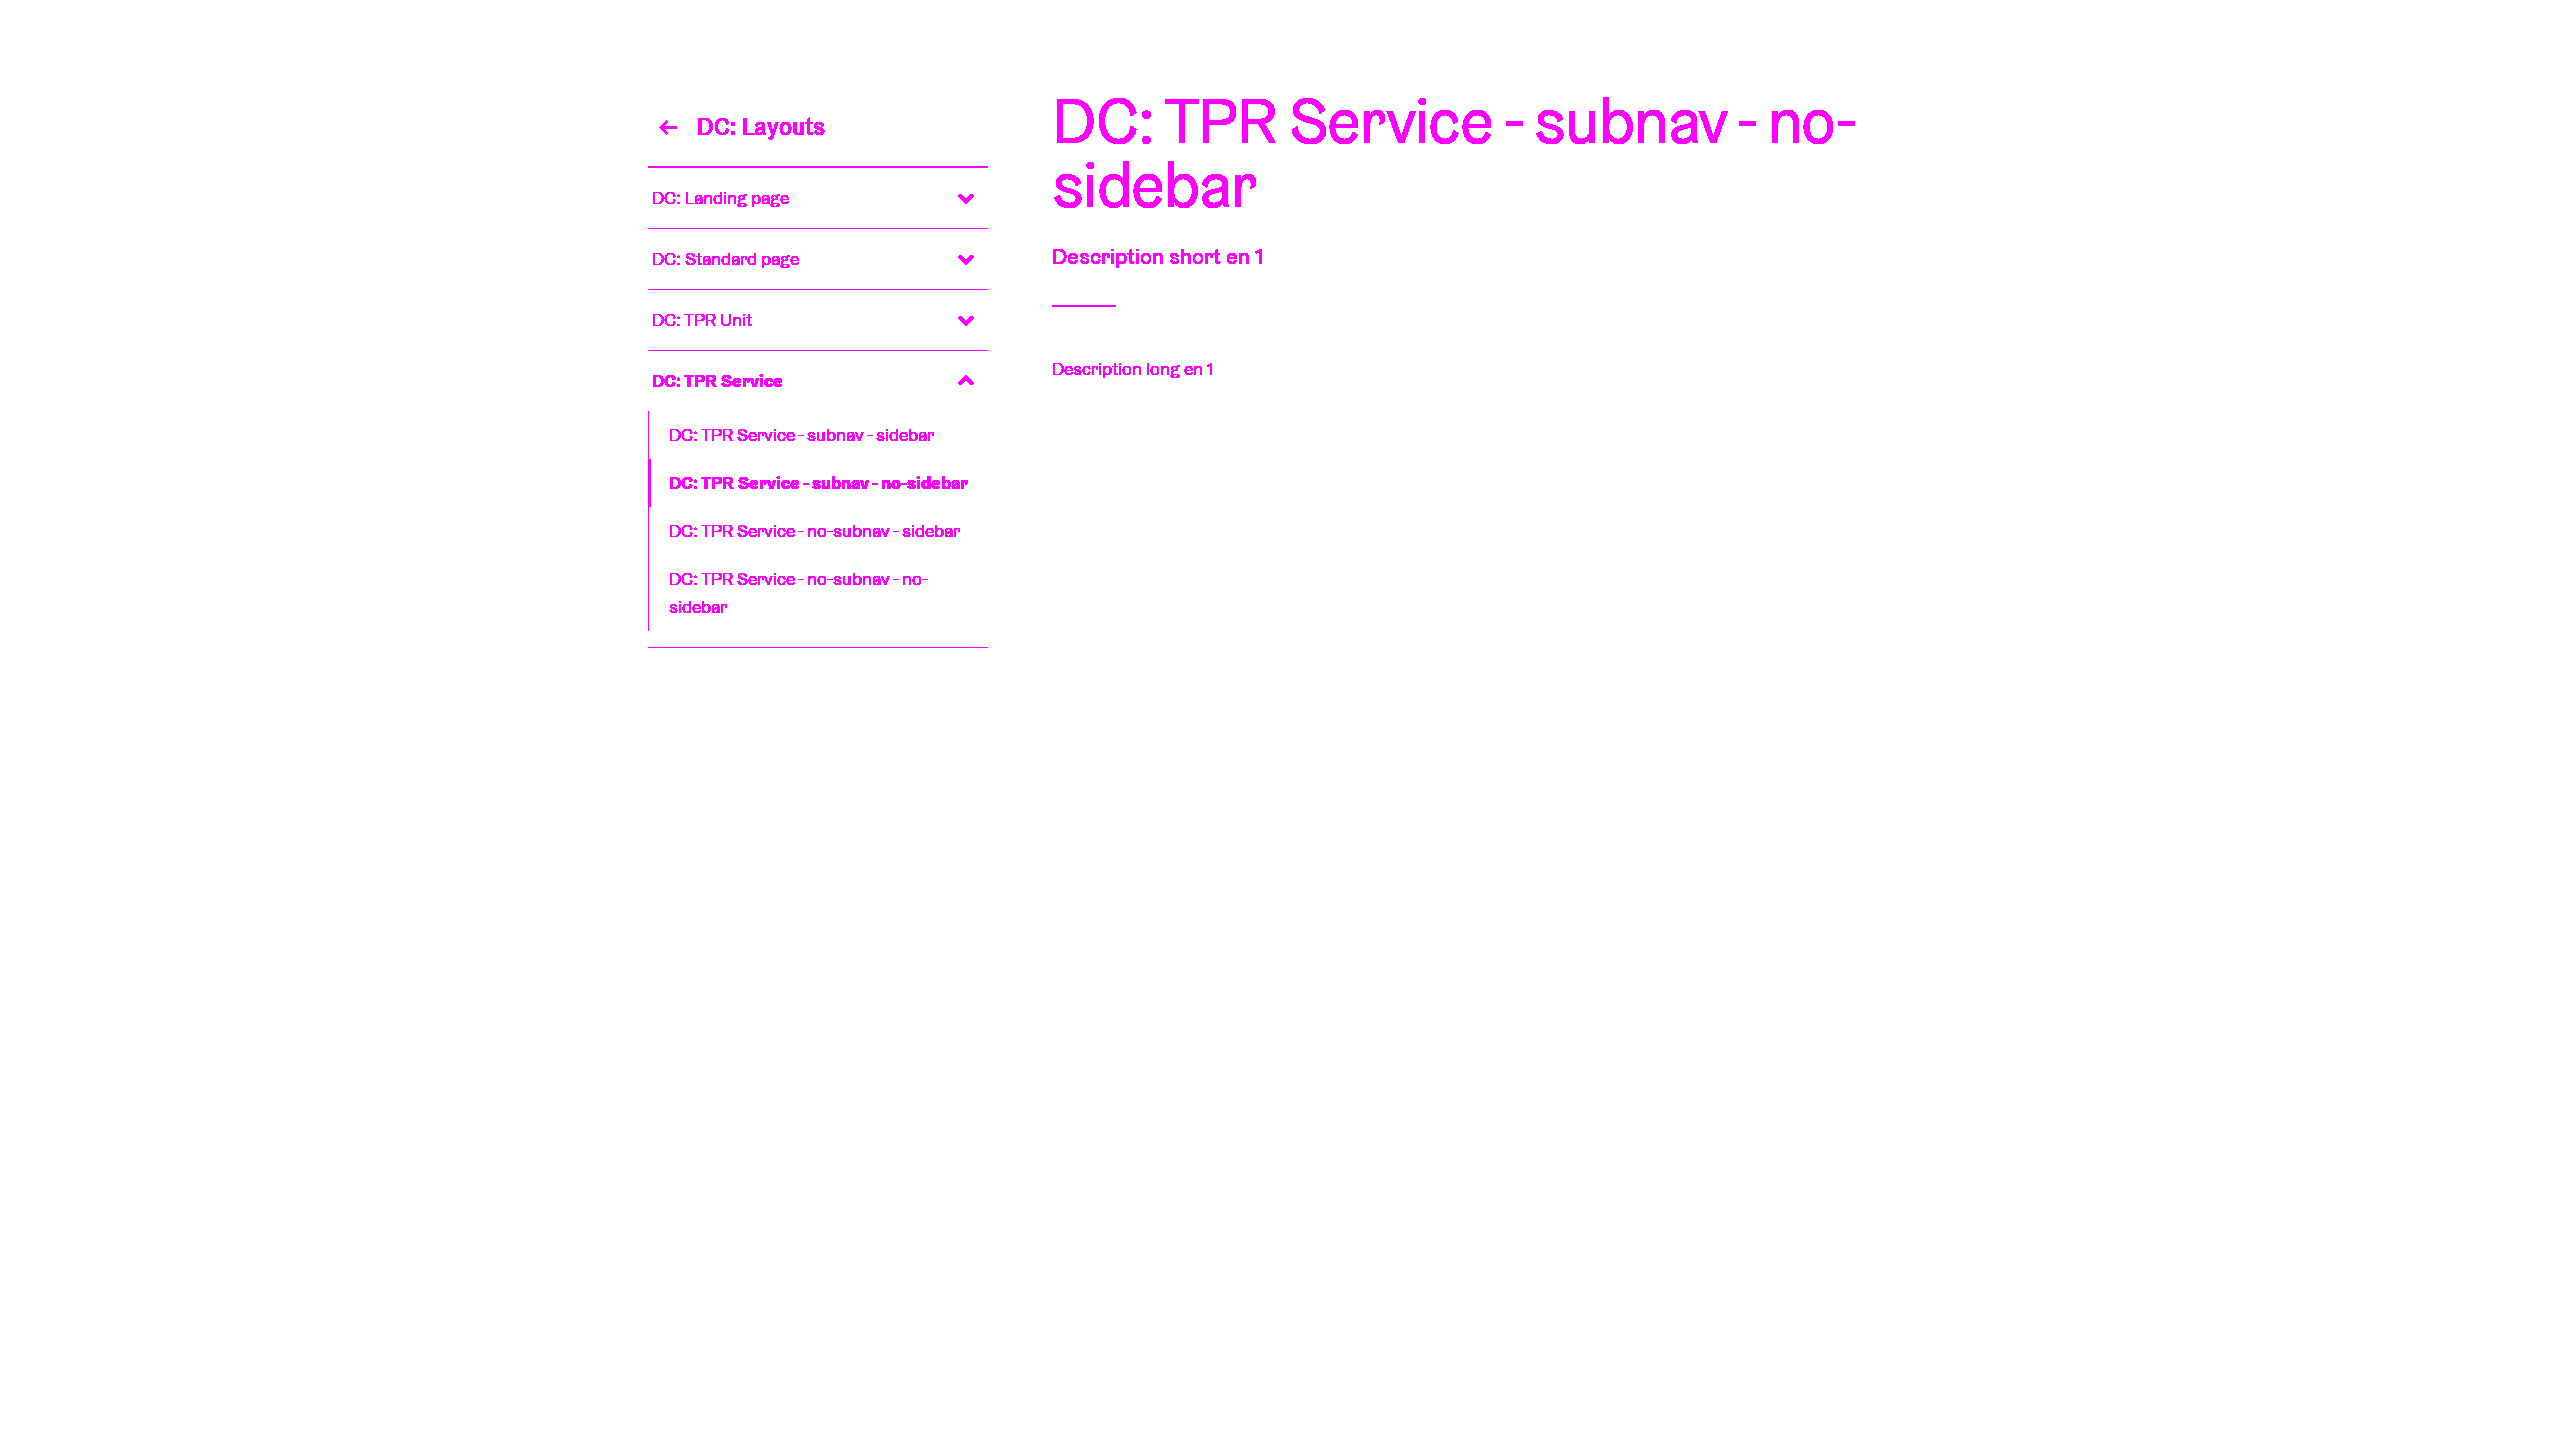 DC: Layouts
DC: Landing page
DC: Standard page
DC: TPR Unit
DC: TPR Service
DC: TPR Service - subnav - sidebar
DC: TPR Service - subnav - no-sidebar
DC: TPR Service - no-subnav - sidebar
DC: TPR Service - no-subnav - no-
sidebar
DC: TPR Service - subnav - no-
sidebar
Description short en 1
Description long en 1